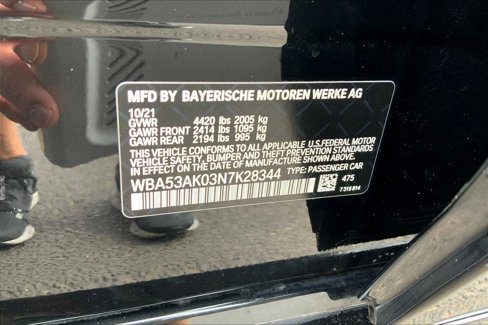 MFD BY BAYERISCHE MOTOREN WERKE AG
10/21
GVWR 4420 lbs 2005 kg
GAWR FRONT 2414 lbs 1095 kg
GAWR REAR 2194 lbs 995 kg
THIS VEHICLE CONFORMS TO ALL APPLICABLE U.S.FEDERAL MOTOR
VEHICLE SAFETY, BUMPER AND THEFT PREVENTION STANDARDS
IN EFFECT ON THE DATE OF MANUFACTURE SHOWN ABOVE.
WBA53AK03N7K28344 TYPE: PASSENGER CAR
475
7 315 814